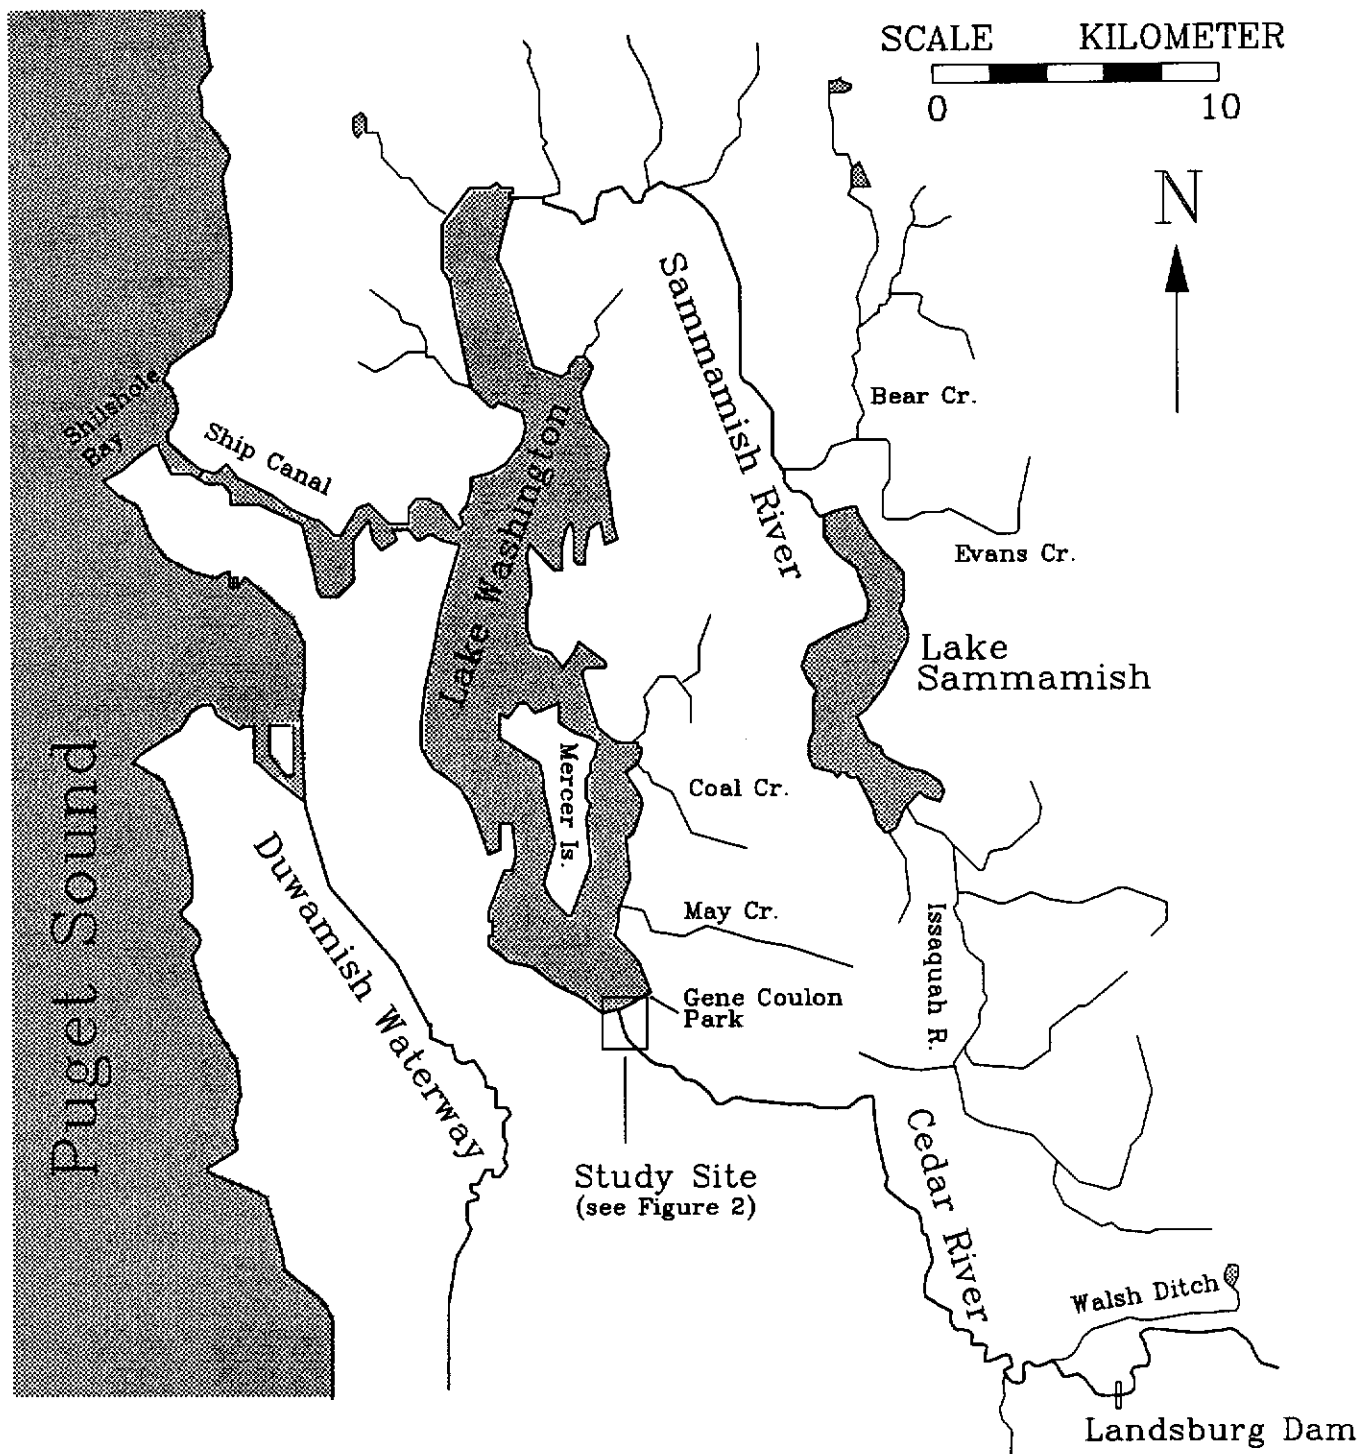 SCALE KILOMETER
0 10
N
Sammamish River
Bear Cr.
Shilshole
Bay
Ship Canal
Lake Washington
Evans Cr.
Lake
Sammamish
Puget Sound
Mercer Is.
Coal Cr.
Duwamish Waterway
May Cr.
Issaquah R.
Gene Coulon
Park
Cedar River
Study Site
(see Figure 2)
Walsh Ditch
Landsburg Dam